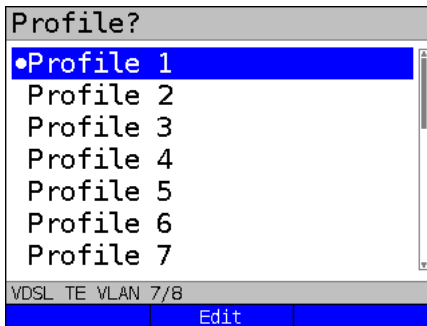 Profile?
●Profile 1
Profile 2
Profile 3
Profile 4
Profile 5
Profile 6
Profile 7
VDSL TE VLAN 7/8
Edit